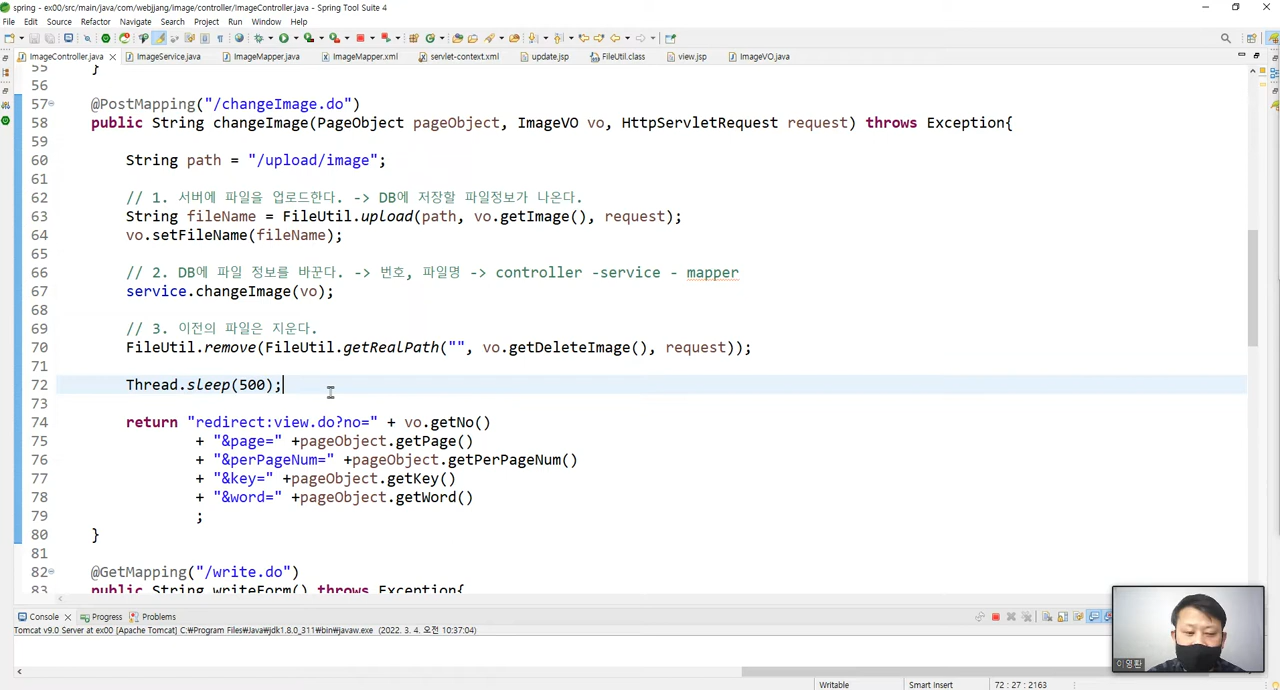 spring - ex00/src/main/java/com/webjjang/image/controller/ImageController.java - Spring Tool Suite 4
File Edit Source Refactor Navigate Search Project Run Window Help
ImageController.java ImageService.java ImageMapper.java ImageMapper.xml servlet-context.xml update.jsp FileUtil.class view.jsp ImageVO.java
55 }
56
57 @PostMapping("/changeImage.do")
58 public String changeImage(PageObject pageObject, ImageVO vo, HttpServletRequest request) throws Exception{
59
60 String path = "/upload/image";
61
62 // 1. 서버에 파일을 업로드한다. -> DB에 저장할 파일정보가 나온다.
63 String fileName = FileUtil.upload(path, vo.getImage(), request);
64 vo.setFileName(fileName);
65
66 // 2. DB에 파일 정보를 바꾼다. -> 번호, 파일명 -> controller -service - mapper
67 service.changeImage(vo);
68
69 // 3. 이전의 파일은 지운다.
70 FileUtil.remove(FileUtil.getRealPath("", vo.getDeleteImage(), request));
71
72 Thread.sleep(500);
73
74 return "redirect:view.do?no=" + vo.getNo()
75 + "&page=" +pageObject.getPage()
76 + "&perPageNum=" +pageObject.getPerPageNum()
77 + "&key=" +pageObject.getKey()
78 + "&word=" +pageObject.getWord()
79 ;
80 }
81
82 @GetMapping("/write.do")
83 public String writeForm() throws Exception{
Console Progress Problems
Tomcat v9.0 Server at ex00 [Apache Tomcat] C:₩Program Files₩Java₩jdk1.8.0_311₩bin₩javaw.exe (2022. 3. 4. 오전 10:37:04)
이영환
Writable Smart Insert 72 : 27 : 2163